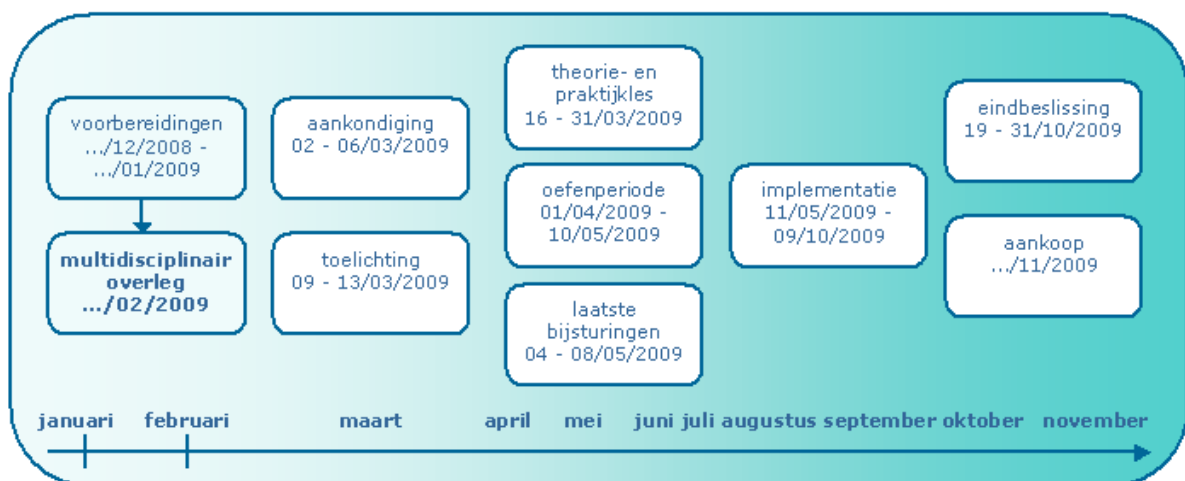 voorbereidingen
.../12/2008 -
.../01/2009
multidisciplinair
overleg
.../02/2009
aankondiging
02 - 06/03/2009
toelichting
09 - 13/03/2009
theorie- en
praktijkles
16 - 31/03/2009
oefenperiode
01/04/2009 -
10/05/2009
laatste
bijsturingen
04 - 08/05/2009
implementatie
11/05/2009 -
09/10/2009
eindbeslissing
19 - 31/10/2009
aankoop
.../11/2009
januari februari maart april mei juni juli augustus september oktober november